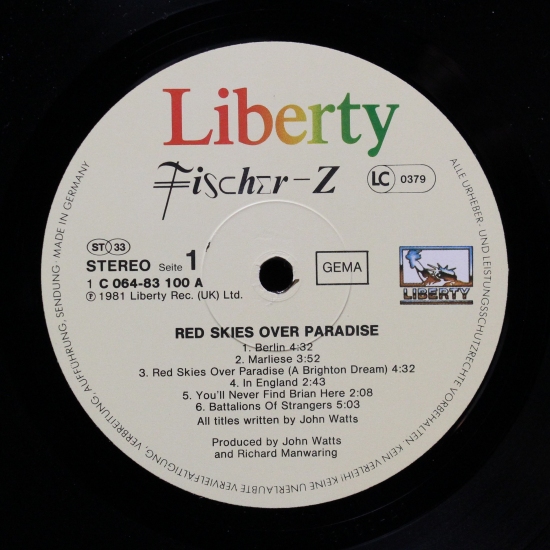 Liberty
Fischer-Z
LC 0379
ST 33
STEREO Seite 1
1 C 064-83 100 A
℗ 1981 Liberty Rec. (UK) Ltd.
GEMA
LIBERTY
RED SKIES OVER PARADISE
1. Berlin 4:32
2. Marliese 3:52
3. Red Skies Over Paradise (A Brighton Dream) 4:32
4. In England 2:43
5. You'll Never Find Brian Here 2:08
6. Battalions Of Strangers 5:03
All titles written by John Watts
Produced by John Watts
and Richard Manwaring
ALLE URHEBER- UND LEISTUNGSSCHUTZRECHTE VORBEHALTEN. KEIN VERLEIH! KEINE UNERLAUBTE VERVIELFÄLTIGUNG, VERBREITUNG, AUFFÜHRUNG, SENDUNG · MADE IN GERMANY